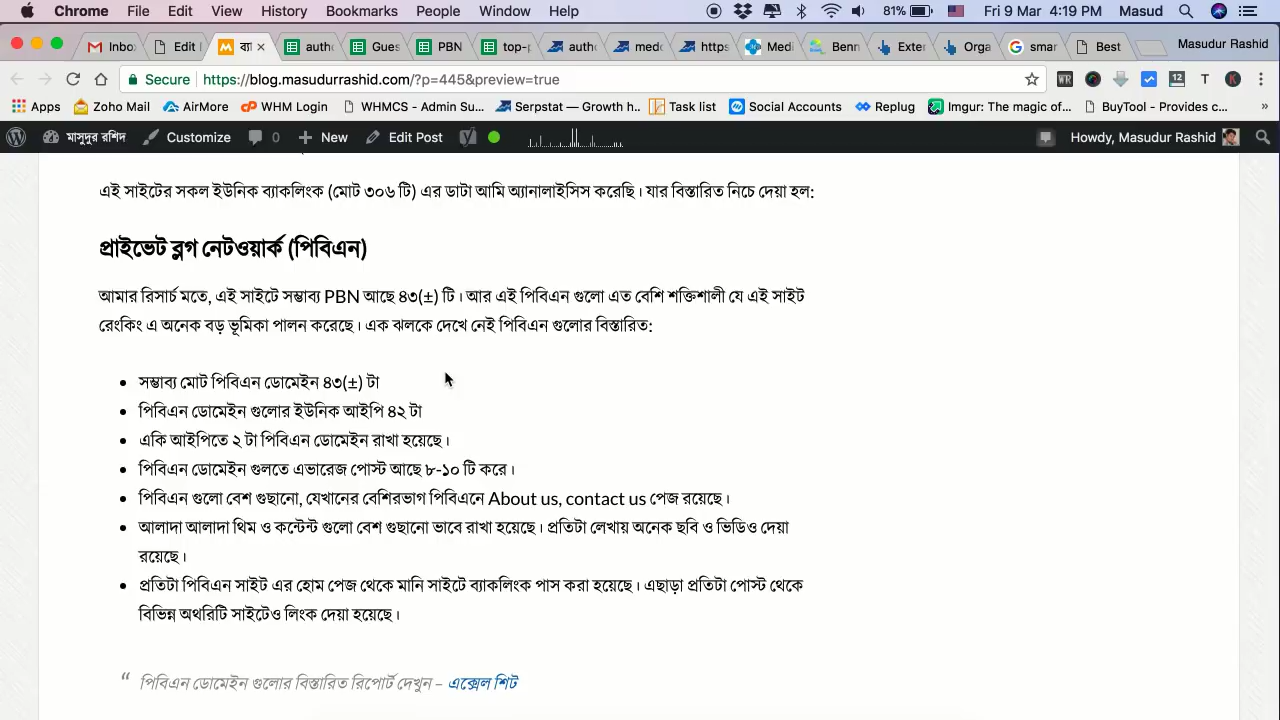 Chrome File Edit View History Bookmarks People Window Help 81% Fri 9 Mar 4:19 PM Masud
Inbo Edit ব্যা × auth Gues PBN top-p auth medc https Medi Benn Exter Orga smar Best Masudur Rashid
Secure https://blog.masudurrashid.com/?p=445&preview=true
Apps Zoho Mail AirMore WHM Login WHMCS - Admin Su... Serpstat — Growth h.. Task list Social Accounts Replug Imgur: The magic of... BuyTool - Provides c... »
মাসুদুর রশিদ Customize 0 New Edit Post Howdy, Masudur Rashid
এই সাইটের সকল ইউনিক ব্যাকলিংক (মোট ৩০৬ টি) এর ডাটা আমি অ্যানালাইসিস করেছি। যার বিস্তারিত নিচে দেয়া হল:
প্রাইভেট ব্লগ নেটওয়ার্ক (পিবিএন)
আমার রিসার্চ মতে, এই সাইটে সম্ভাব্য PBN আছে ৪৩(±) টি। আর এই পিবিএন গুলো এত বেশি শক্তিশালী যে এই সাইট
রেংকিং এ অনেক বড় ভূমিকা পালন করেছে। এক ঝলকে দেখে নেই পিবিএন গুলোর বিস্তারিত:
• সম্ভাব্য মোট পিবিএন ডোমেইন ৪৩(±) টা
• পিবিএন ডোমেইন গুলোর ইউনিক আইপি ৪২ টা
• একি আইপিতে ২ টা পিবিএন ডোমেইন রাখা হয়েছে।
• পিবিএন ডোমেইন গুলতে এভারেজ পোস্ট আছে ৮-১০ টি করে।
• পিবিএন গুলো বেশ গুছানো, যেখানের বেশিরভাগ পিবিএনে About us, contact us পেজ রয়েছে।
• আলাদা আলাদা থিম ও কন্টেন্ট গুলো বেশ গুছানো ভাবে রাখা হয়েছে। প্রতিটা লেখায় অনেক ছবি ও ভিডিও দেয়া
রয়েছে।
• প্রতিটা পিবিএন সাইট এর হোম পেজ থেকে মানি সাইটে ব্যাকলিংক পাস করা হয়েছে। এছাড়া প্রতিটা পোস্ট থেকে
বিভিন্ন অথরিটি সাইটেও লিংক দেয়া হয়েছে।
“ পিবিএন ডোমেইন গুলোর বিস্তারিত রিপোর্ট দেখুন – এক্সেল শিট